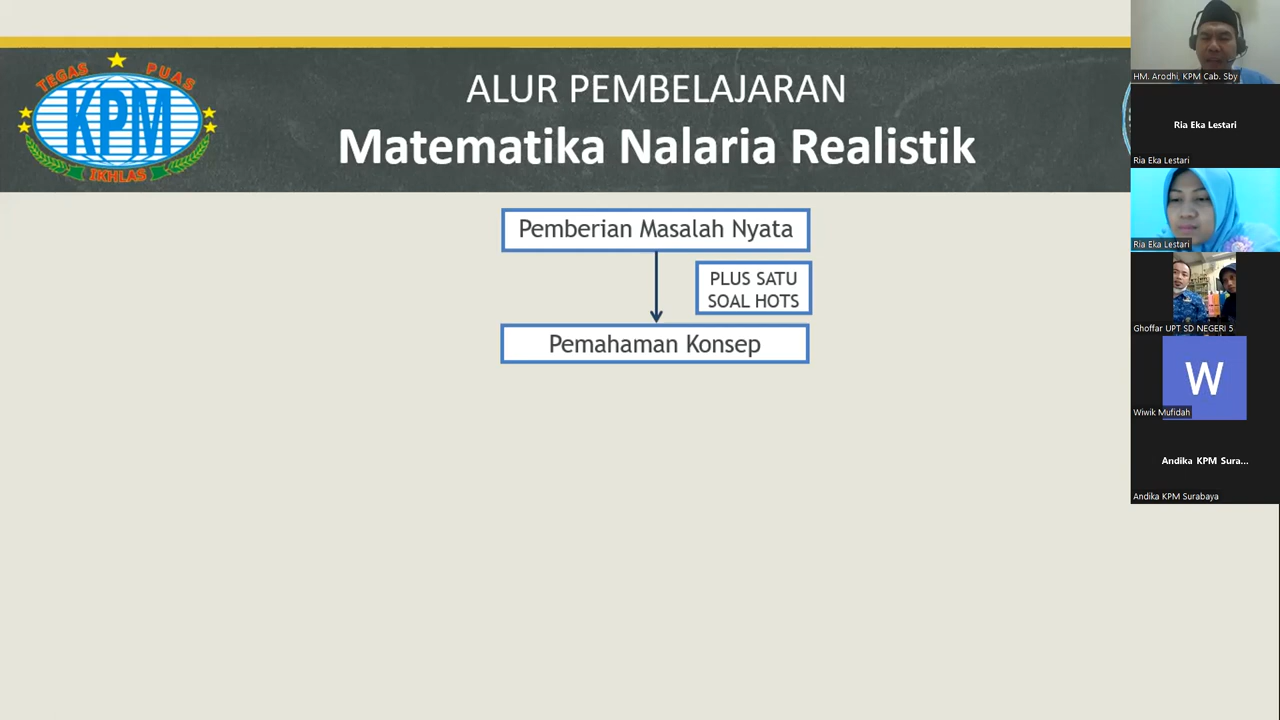 TEGAS PUAS
KPM
IKHLAS
ALUR PEMBELAJARAN
Matematika Nalaria Realistik
Pemberian Masalah Nyata
PLUS SATU
SOAL HOTS
Pemahaman Konsep
HM. Arodhi, KPM Cab. Sby
Ria Eka Lestari
Ria Eka Lestari
Ria Eka Lestari
Ghoffar UPT SD NEGERI 5
W
Wiwik Mufidah
Andika KPM Sura...
Andika KPM Surabaya